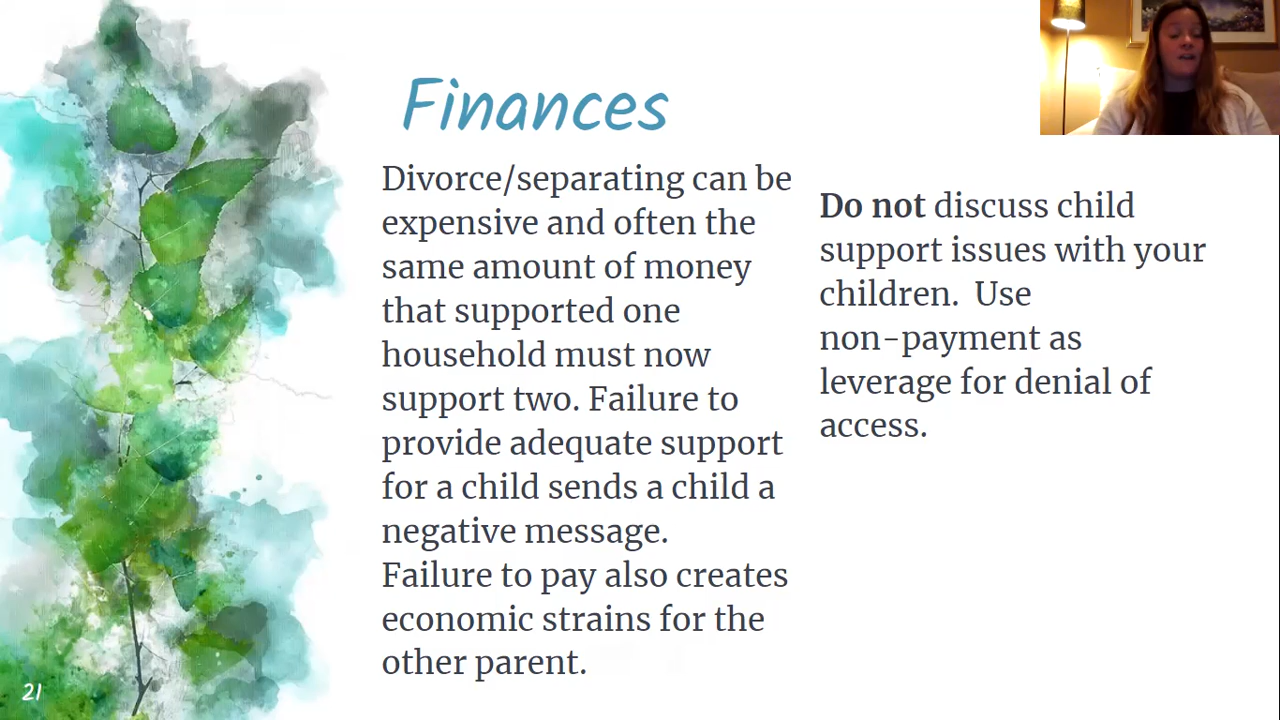 Finances
Divorce/separating can be
expensive and often the
same amount of money
that supported one
household must now
support two. Failure to
provide adequate support
for a child sends a child a
negative message.
Failure to pay also creates
economic strains for the
other parent.
Do not discuss child
support issues with your
children.  Use
non-payment as
leverage for denial of
access.
21